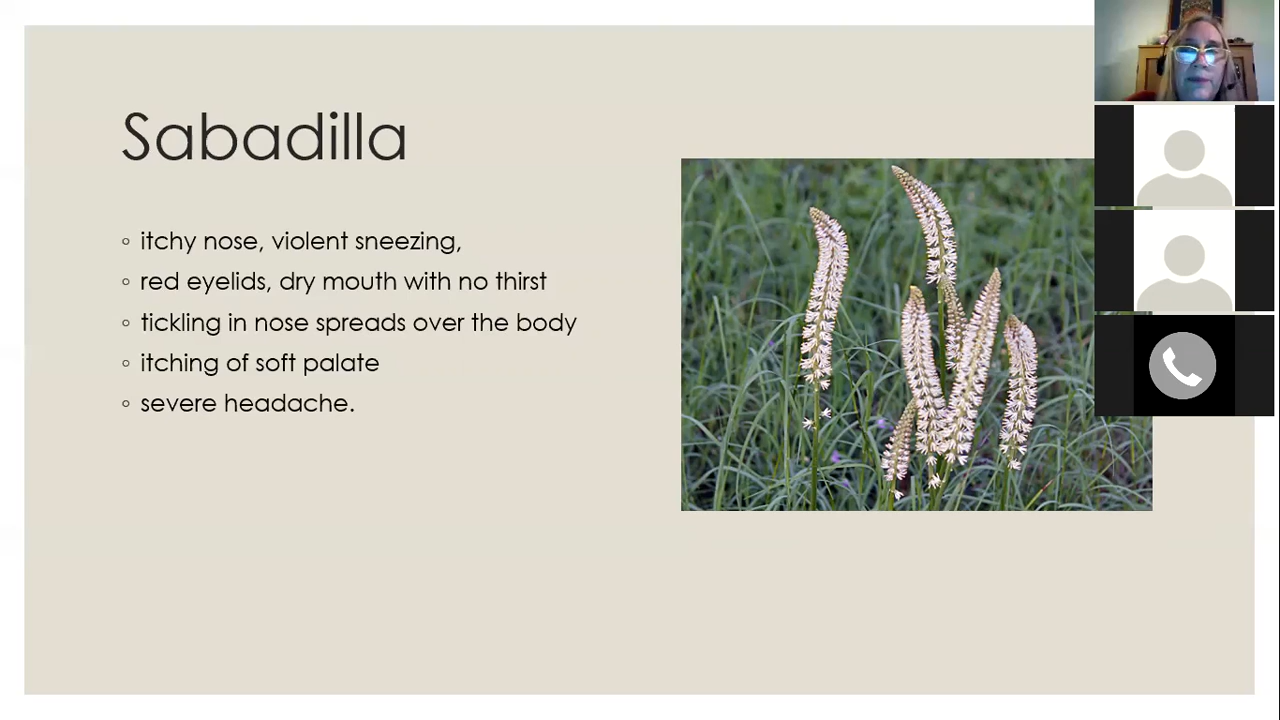 Sabadilla
itchy nose, violent sneezing,
red eyelids, dry mouth with no thirst
tickling in nose spreads over the body
itching of soft palate
severe headache.